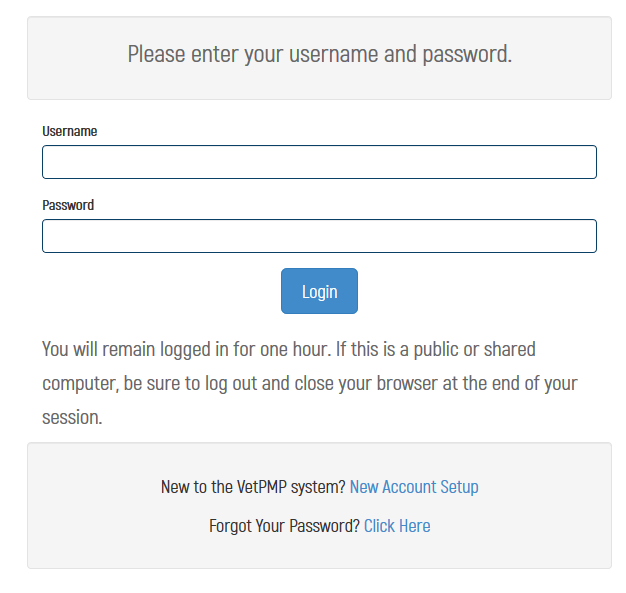 Please enter your username and password.
Username
Password
Login
You will remain logged in for one hour. If this is a public or shared
computer, be sure to log out and close your browser at the end of your
session.
New to the VetPMP system? New Account Setup
Forgot Your Password? Click Here